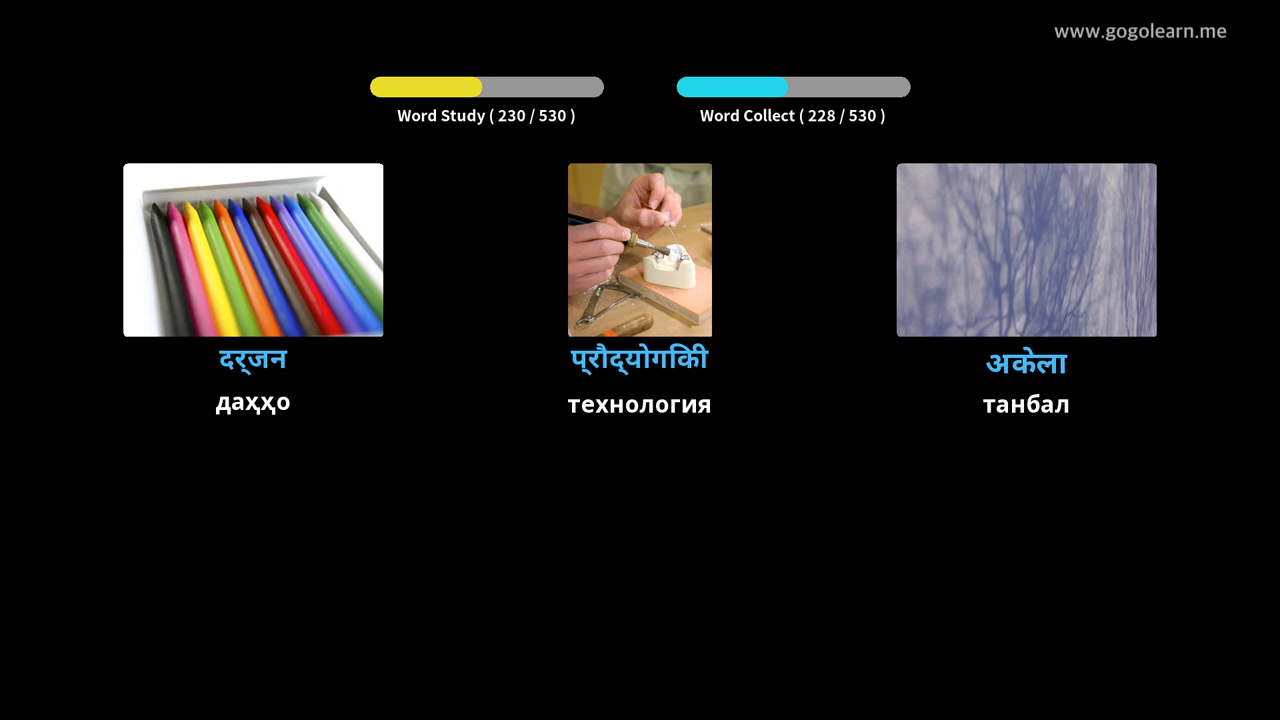 www.gogolearn.me
Word Study ( 230 / 530 )
Word Collect ( 228 / 530 )
दर्जन
प्रौद्योगिकी
अकेला
даҳҳо
технология
танбал